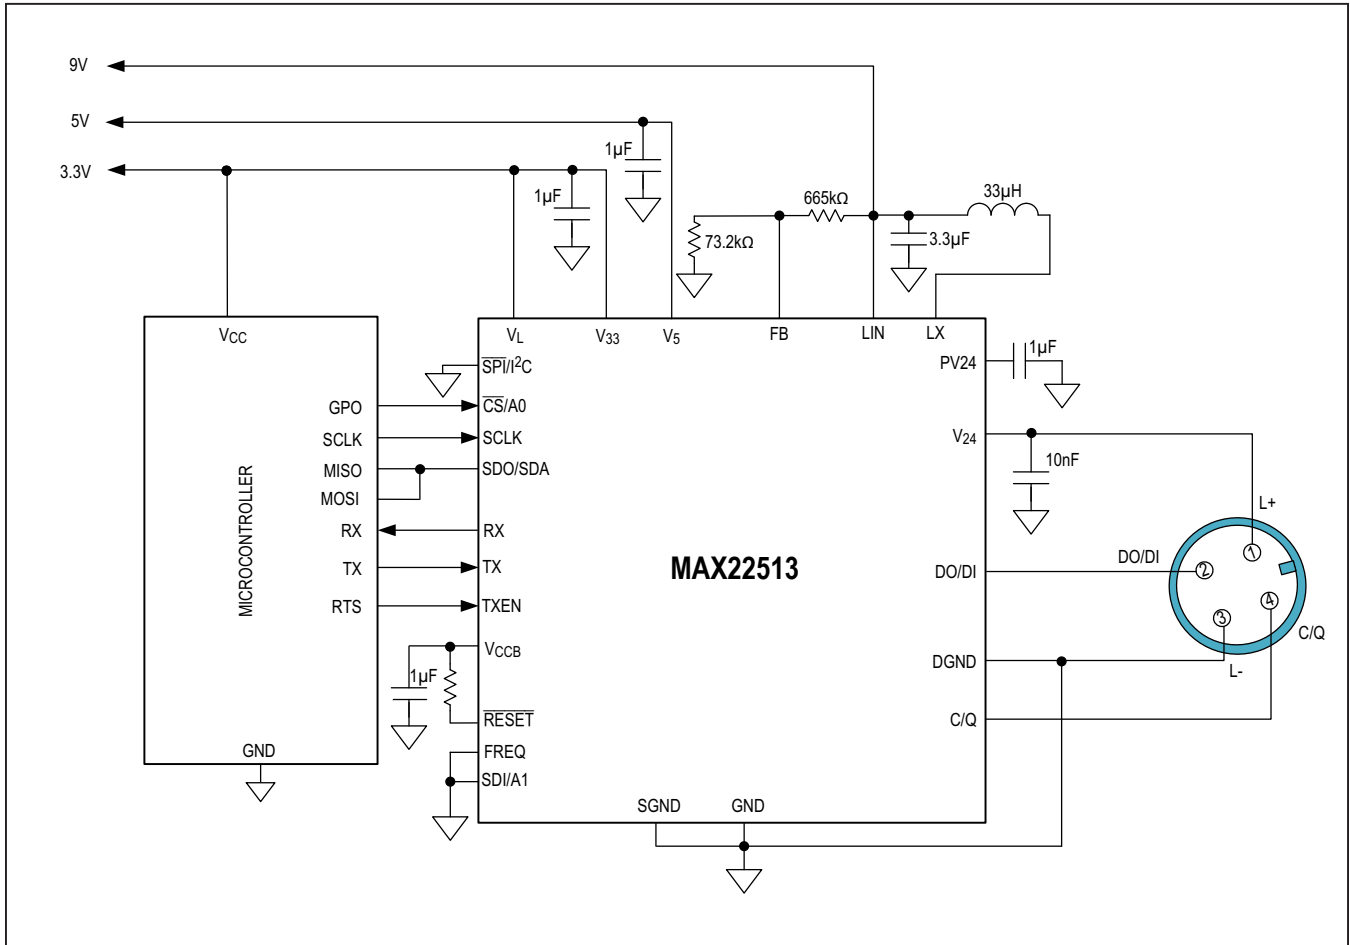 9V
5V
3.3V
1µF
1µF
665kΩ
33µH
73.2kΩ
3.3µF
VCC
VL
V33
V5
FB
LIN
LX
SPI/I²C
PV24
1µF
GPO
CS/A0
SCLK
SCLK
V24
MISO
SDO/SDA
10nF
MOSI
MICROCONTROLLER
L+
RX
RX
TX
TX
MAX22513
DO/DI
DO/DI
1
2
3
4
RTS
TXEN
C/Q
VCCB
DGND
L-
1µF
RESET
C/Q
GND
FREQ
SDI/A1
SGND
GND